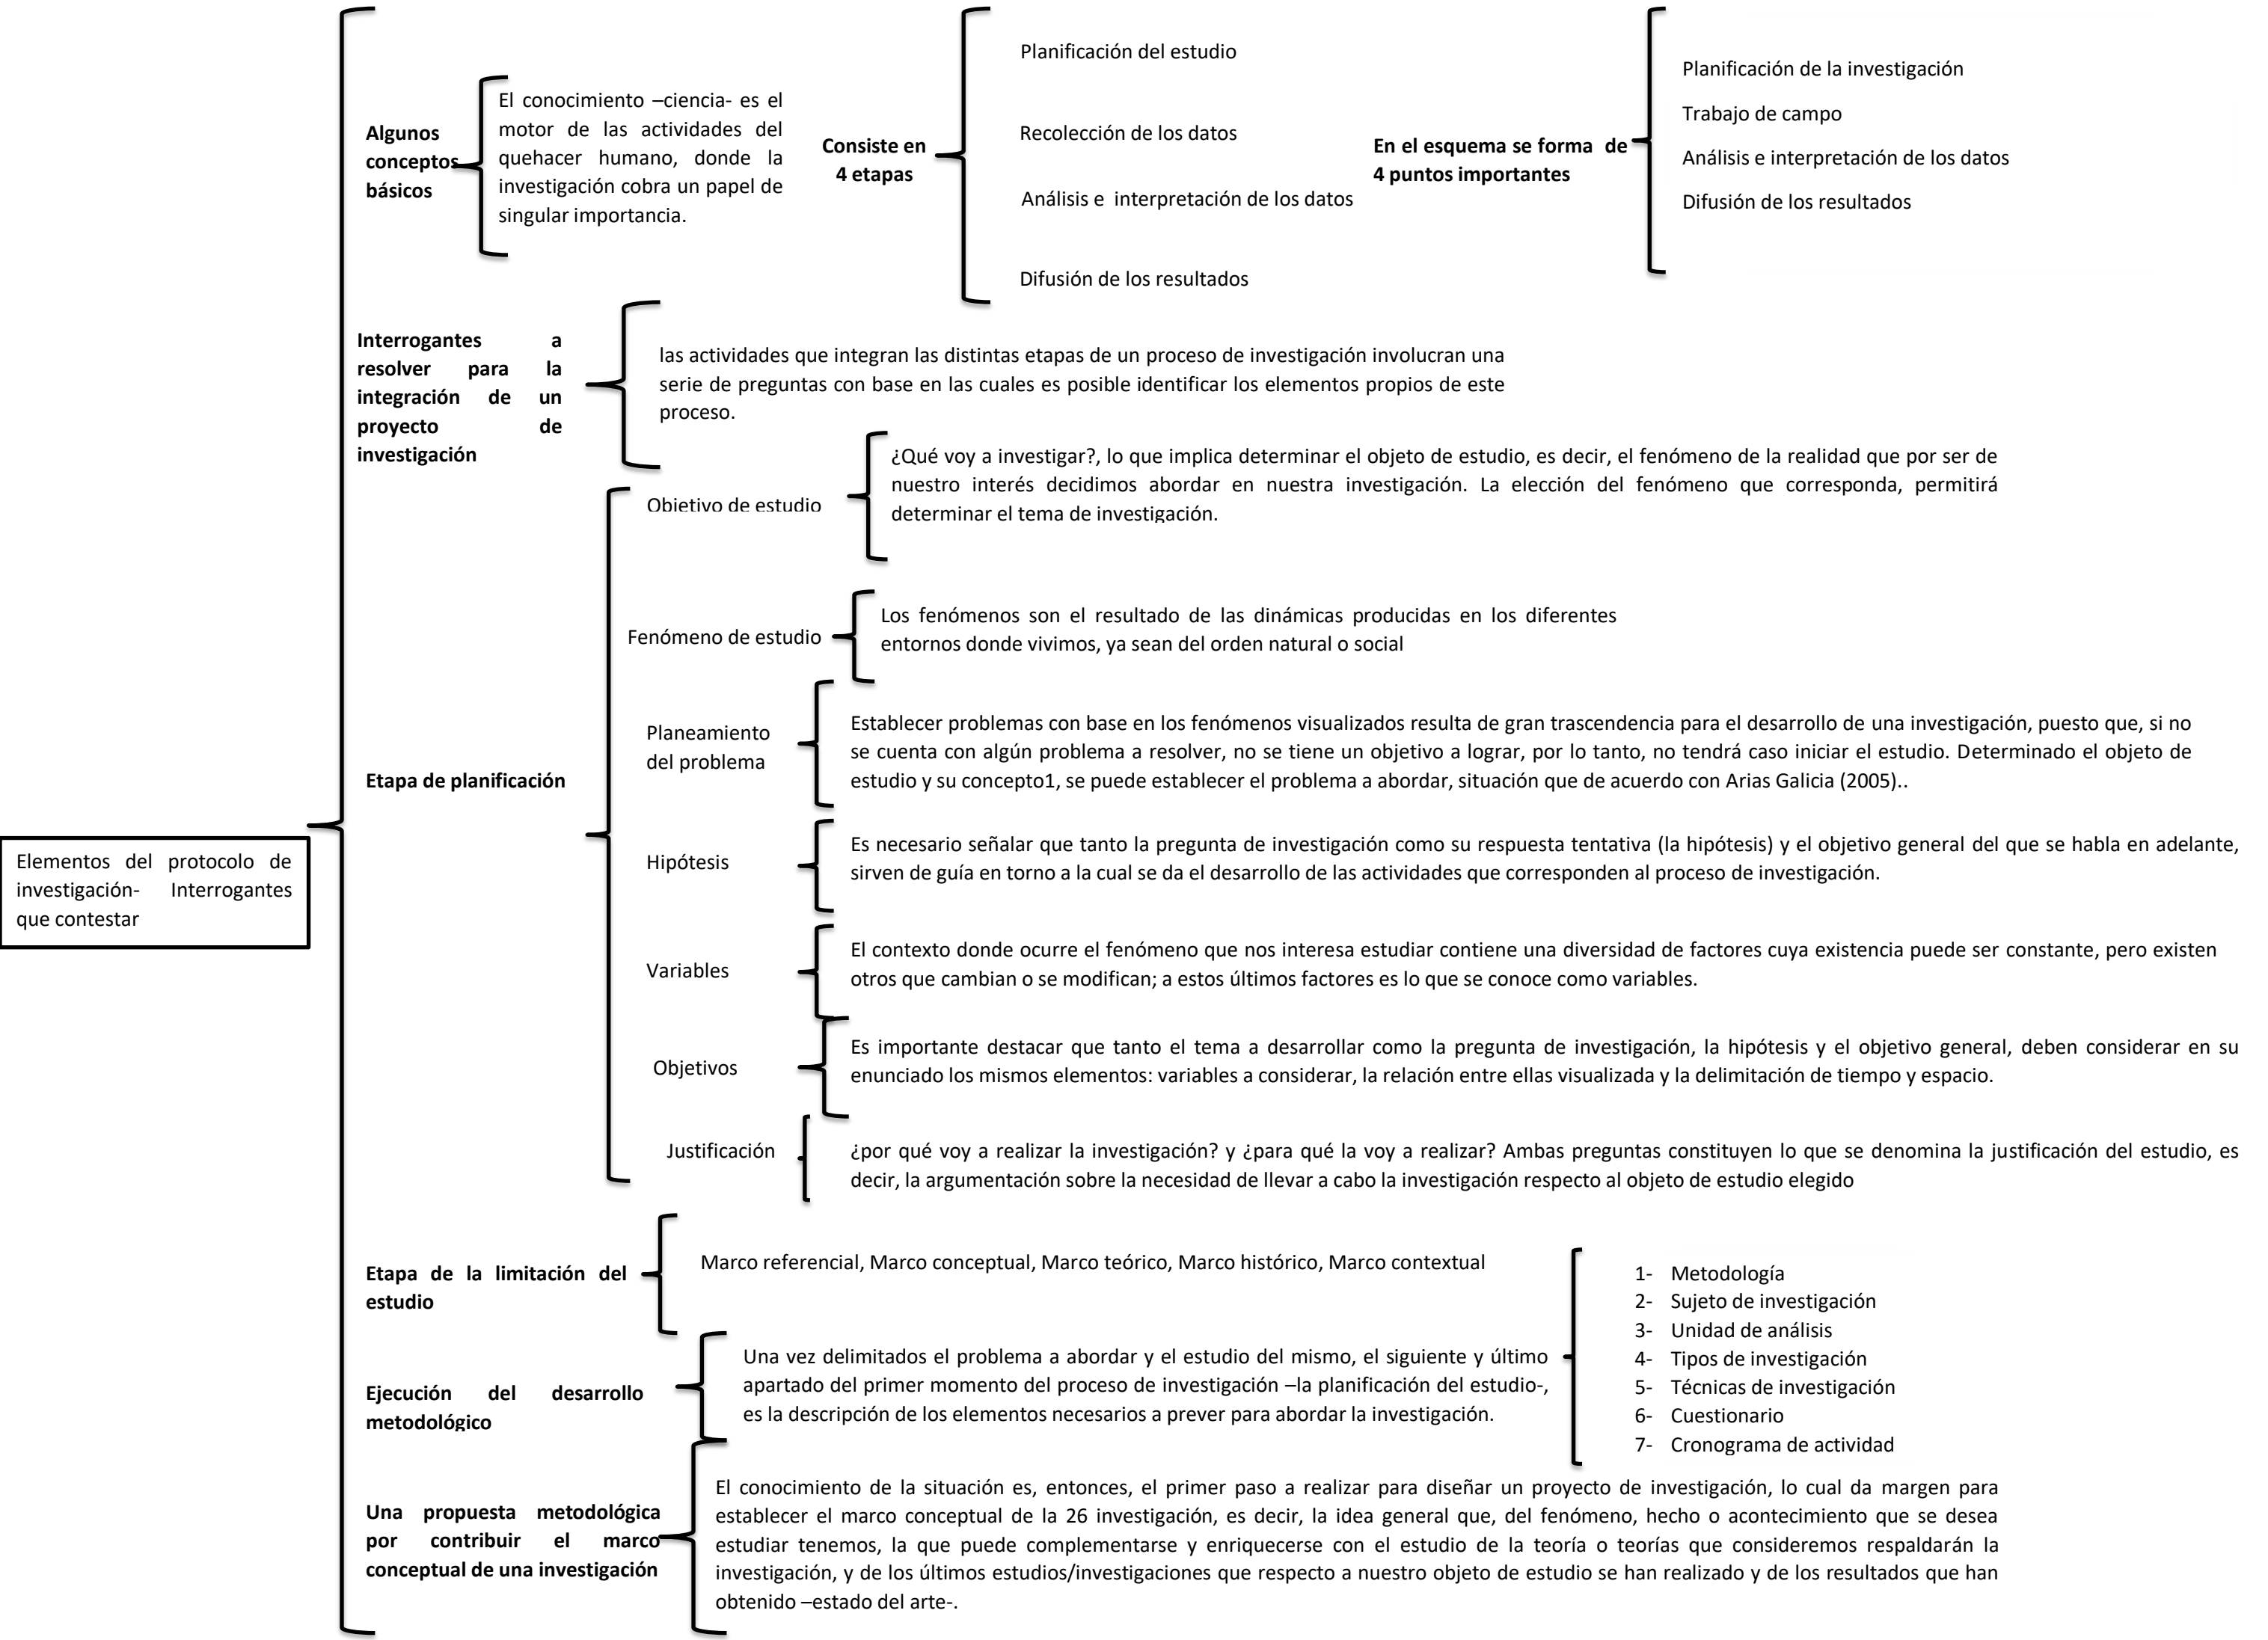 Algunos
conceptos
básicos
El conocimiento –ciencia- es el
motor de las actividades del
quehacer humano, donde la
investigación cobra un papel de
singular importancia.
Consiste en
4 etapas
Planificación del estudio
Recolección de los datos
Análisis e interpretación de los datos
Difusión de los resultados
En el esquema se forma de
4 puntos importantes
Planificación de la investigación
Trabajo de campo
Análisis e interpretación de los datos
Difusión de los resultados
Interrogantes a
resolver para la
integración de un
proyecto de
investigación
las actividades que integran las distintas etapas de un proceso de investigación involucran una
serie de preguntas con base en las cuales es posible identificar los elementos propios de este
proceso.
Etapa de planificación
Objetivo de estudio
¿Qué voy a investigar?, lo que implica determinar el objeto de estudio, es decir, el fenómeno de la realidad que por ser de
nuestro interés decidimos abordar en nuestra investigación. La elección del fenómeno que corresponda, permitirá
determinar el tema de investigación.
Fenómeno de estudio
Los fenómenos son el resultado de las dinámicas producidas en los diferentes
entornos donde vivimos, ya sean del orden natural o social
Planeamiento
del problema
Establecer problemas con base en los fenómenos visualizados resulta de gran trascendencia para el desarrollo de una investigación, puesto que, si no
se cuenta con algún problema a resolver, no se tiene un objetivo a lograr, por lo tanto, no tendrá caso iniciar el estudio. Determinado el objeto de
estudio y su concepto1, se puede establecer el problema a abordar, situación que de acuerdo con Arias Galicia (2005)..
Hipótesis
Es necesario señalar que tanto la pregunta de investigación como su respuesta tentativa (la hipótesis) y el objetivo general del que se habla en adelante,
sirven de guía en torno a la cual se da el desarrollo de las actividades que corresponden al proceso de investigación.
Variables
El contexto donde ocurre el fenómeno que nos interesa estudiar contiene una diversidad de factores cuya existencia puede ser constante, pero existen
otros que cambian o se modifican; a estos últimos factores es lo que se conoce como variables.
Objetivos
Es importante destacar que tanto el tema a desarrollar como la pregunta de investigación, la hipótesis y el objetivo general, deben considerar en su
enunciado los mismos elementos: variables a considerar, la relación entre ellas visualizada y la delimitación de tiempo y espacio.
Justificación
¿por qué voy a realizar la investigación? y ¿para qué la voy a realizar? Ambas preguntas constituyen lo que se denomina la justificación del estudio, es
decir, la argumentación sobre la necesidad de llevar a cabo la investigación respecto al objeto de estudio elegido
Elementos del protocolo de
investigación- Interrogantes
que contestar
Etapa de la limitación del
estudio
Marco referencial, Marco conceptual, Marco teórico, Marco histórico, Marco contextual
Ejecución del desarrollo
metodológico
Una vez delimitados el problema a abordar y el estudio del mismo, el siguiente y último
apartado del primer momento del proceso de investigación –la planificación del estudio-,
es la descripción de los elementos necesarios a prever para abordar la investigación.
1- Metodología
2- Sujeto de investigación
3- Unidad de análisis
4- Tipos de investigación
5- Técnicas de investigación
6- Cuestionario
7- Cronograma de actividad
Una propuesta metodológica
por contribuir el marco
conceptual de una investigación
El conocimiento de la situación es, entonces, el primer paso a realizar para diseñar un proyecto de investigación, lo cual da margen para
establecer el marco conceptual de la 26 investigación, es decir, la idea general que, del fenómeno, hecho o acontecimiento que se desea
estudiar tenemos, la que puede complementarse y enriquecerse con el estudio de la teoría o teorías que consideremos respaldarán la
investigación, y de los últimos estudios/investigaciones que respecto a nuestro objeto de estudio se han realizado y de los resultados que han
obtenido –estado del arte-.